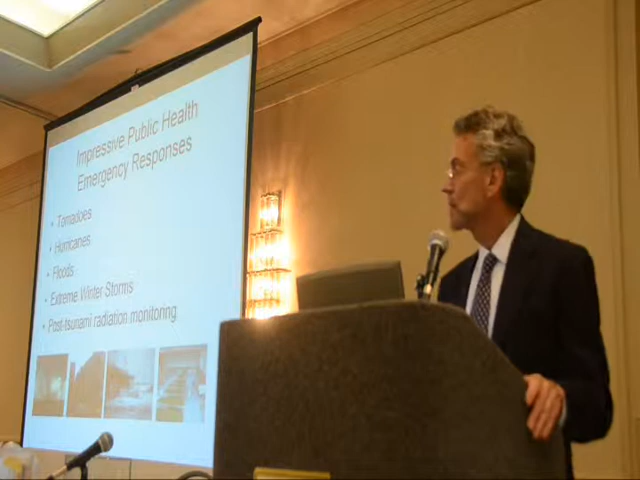 Impressive Public Health
Emergency Responses
• Tornadoes
• Hurricanes
• Floods
• Extreme Winter Storms
• Post-tsunami radiation monitoring